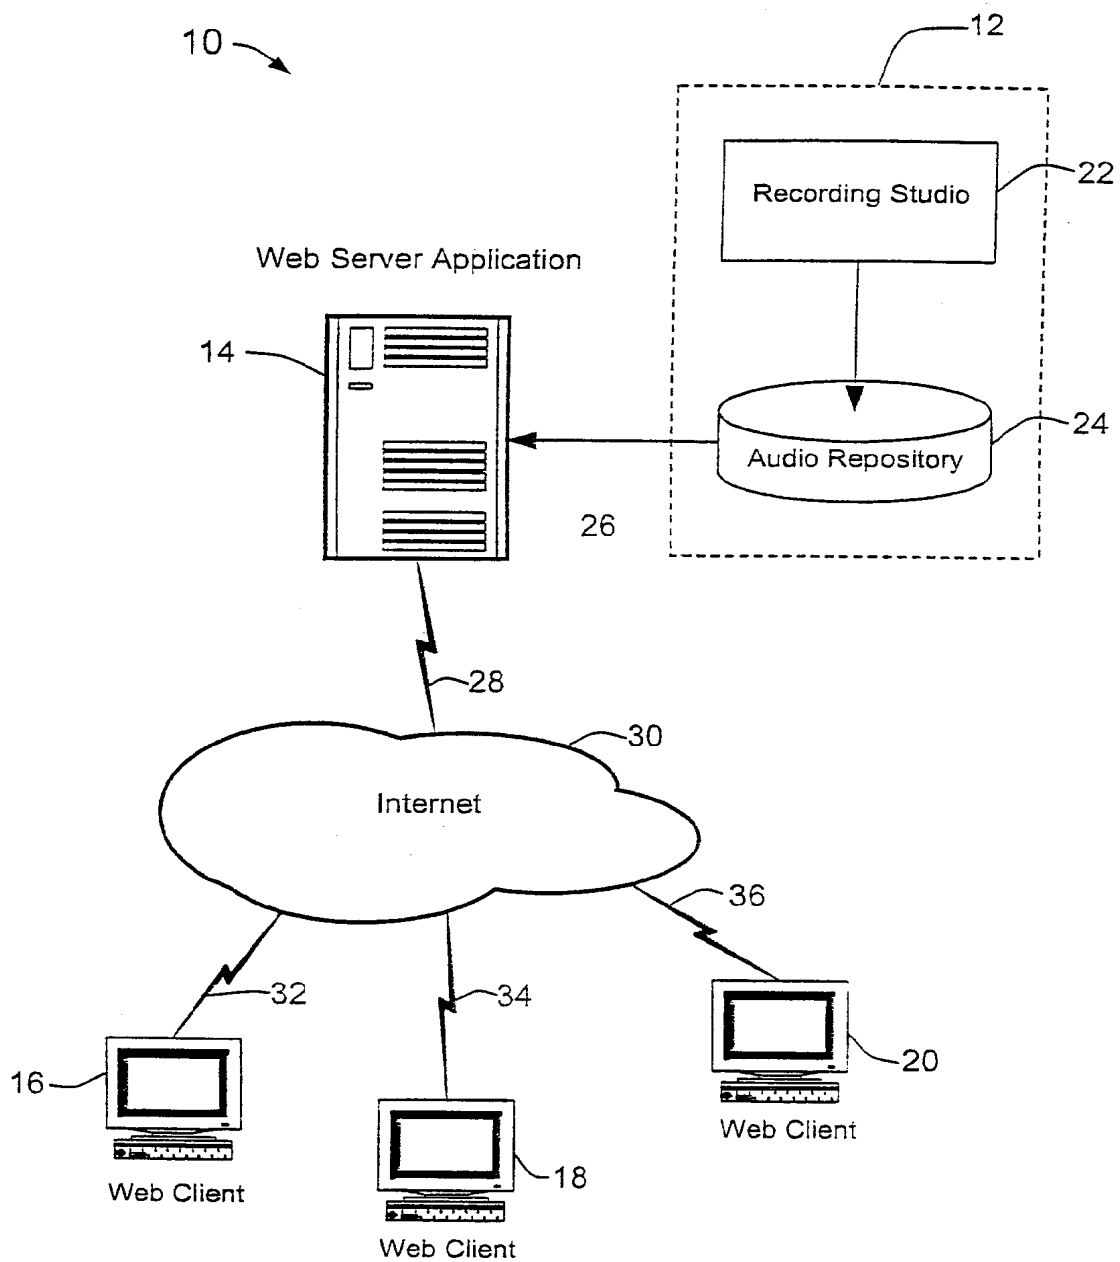 10
12
Recording Studio
22
Web Server Application
14
Audio Repository
24
26
28
30
Internet
36
32
34
20
16
Web Client
18
Web Client
Web Client